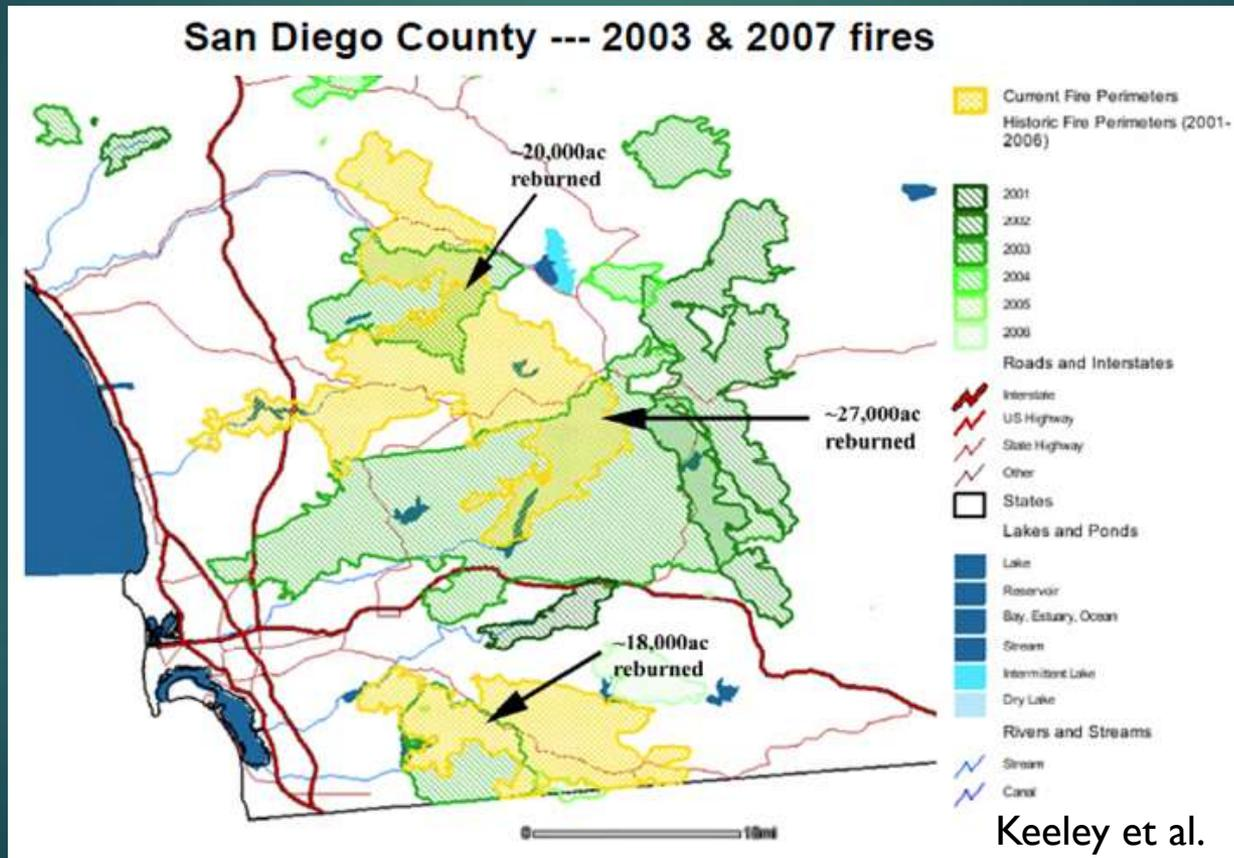 San Diego County --- 2003 & 2007 fires
~20,000ac
reburned
~27,000ac
reburned
~18,000ac
reburned
0
10mi
Current Fire Perimeters
Historic Fire Perimeters (2001-
2006)
2001
2002
2003
2004
2005
2006
Roads and Interstates
Interstate
US Highway
State Highway
Other
States
Lakes and Ponds
Lake
Reservoir
Bay, Estuary, Ocean
Stream
Intermittent Lake
Dry Lake
Rivers and Streams
Stream
Canal
Keeley et al.